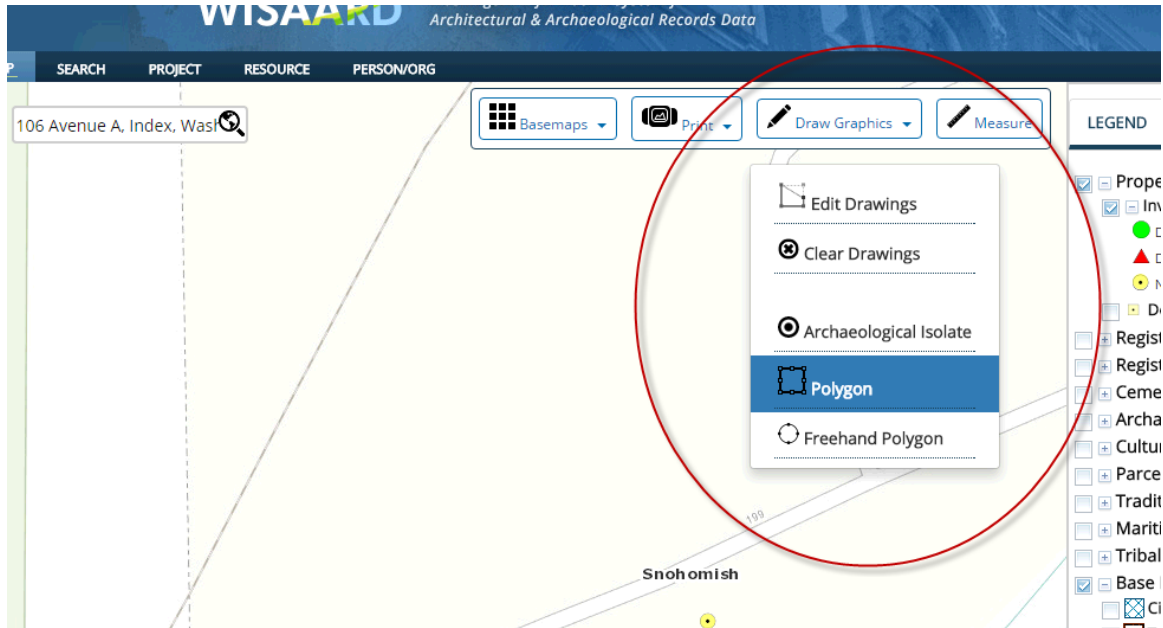 WISAARD
Architectural & Archaeological Records Data
SEARCH PROJECT RESOURCE PERSON/ORG
106 Avenue A, Index, Wash
Basemaps Print Draw Graphics Measure
LEGEND
Edit Drawings
Clear Drawings
Archaeological Isolate
Polygon
Freehand Polygon
199
Snohomish
Prope
Inv
D
D
N
De
Regist
Regist
Ceme
Archa
Cultur
Parce
Tradit
Mariti
Tribal
Base
Ci